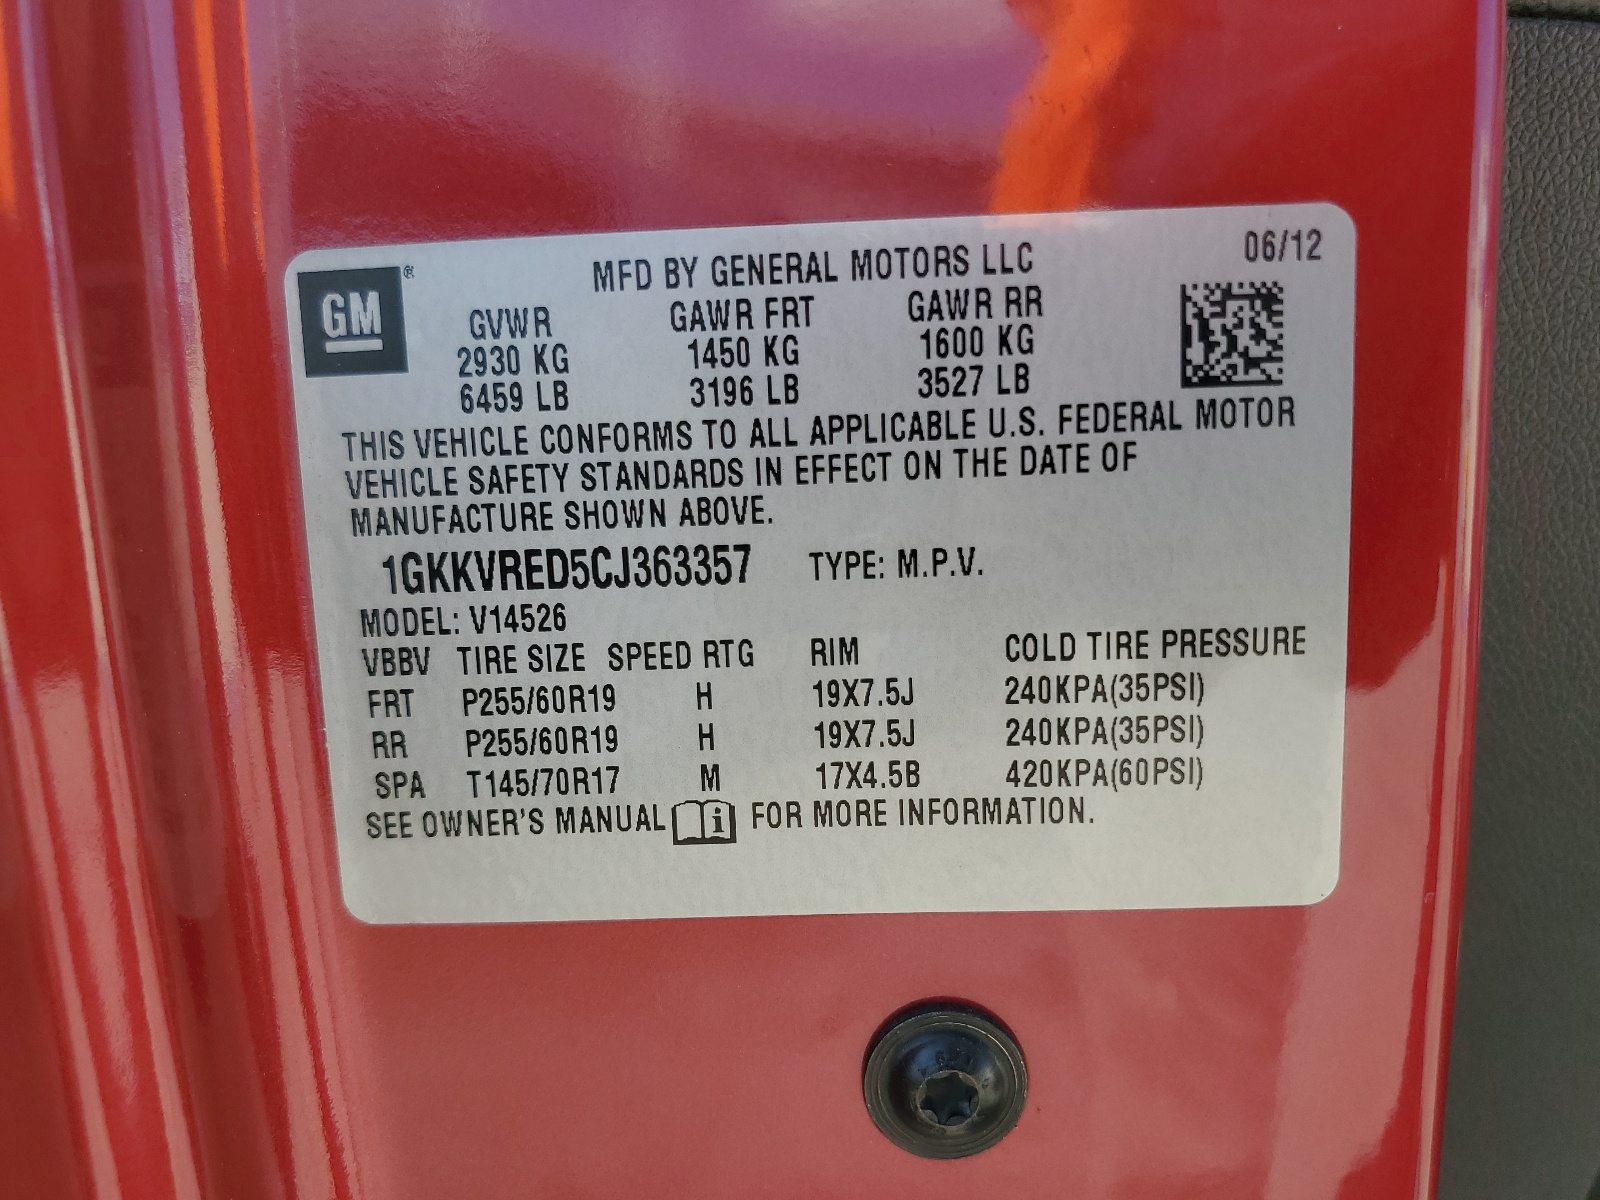 GM ®
MFD BY GENERAL MOTORS LLC 06/12
GVWR GAWR FRT GAWR RR
2930 KG 1450 KG 1600 KG
6459 LB 3196 LB 3527 LB
THIS VEHICLE CONFORMS TO ALL APPLICABLE U.S. FEDERAL MOTOR
VEHICLE SAFETY STANDARDS IN EFFECT ON THE DATE OF
MANUFACTURE SHOWN ABOVE.
1GKKVRED5CJ363357 TYPE: M.P.V.
MODEL: V14526
VBBV TIRE SIZE SPEED RTG RIM COLD TIRE PRESSURE
FRT P255/60R19 H 19X7.5J 240KPA(35PSI)
RR P255/60R19 H 19X7.5J 240KPA(35PSI)
SPA T145/70R17 M 17X4.5B 420KPA(60PSI)
SEE OWNER'S MANUAL i FOR MORE INFORMATION.